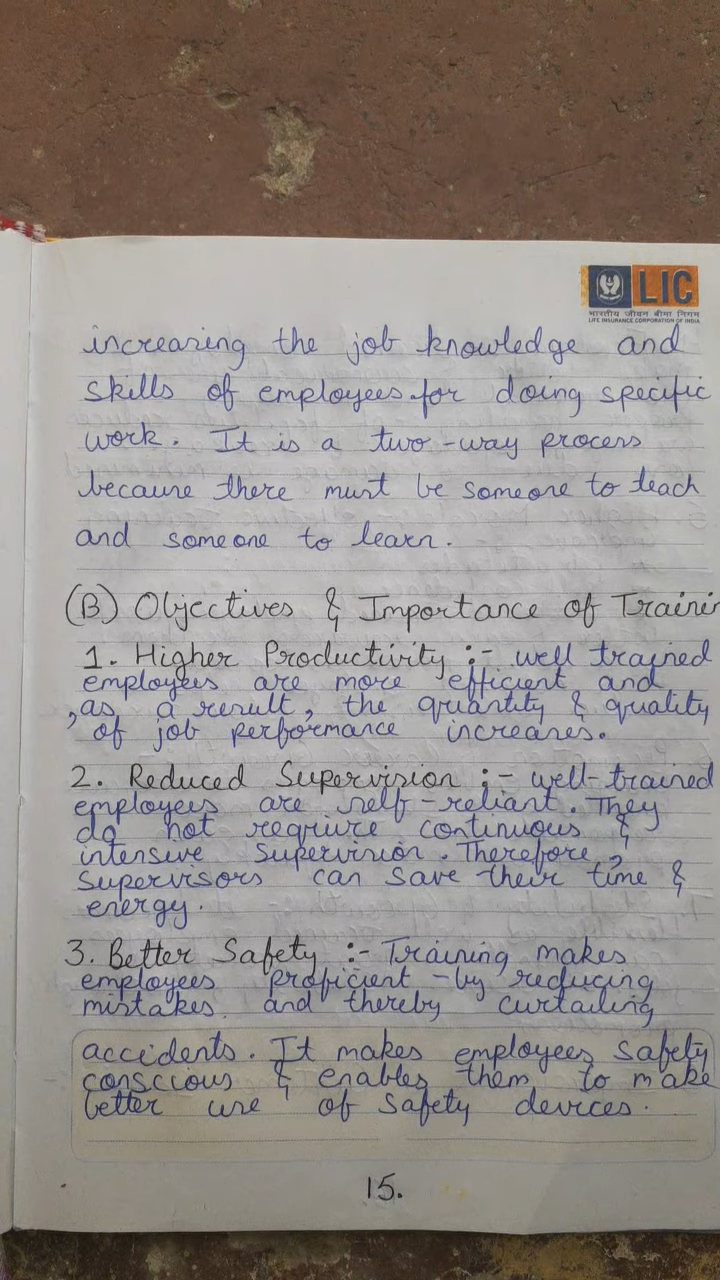 LIC
भारतीय जीवन बीमा निगम
LIFE INSURANCE CORPORATION OF INDIA
increasing the job knowledge and
skills of employees for doing specific
work. It is a two-way process
because there must be someone to teach
and someone to learn.
(B) Objectives & Importance of Trainin
1. Higher Productivity :- well trained
employees are more efficient and
, as a result, the quantity & quality
of job performance increases.
2. Reduced Supervision :- well-trained
employees are self-reliant. They
do not require continuous &
intensive supervision. Therefore,
supervisors can save their time &
energy.
3. Better Safety :- Training makes
employees proficient -by reducing
mistakes and thereby curtailing
accidents. It makes employees safety
conscious & enables them to make
better use of safety devices.
15.